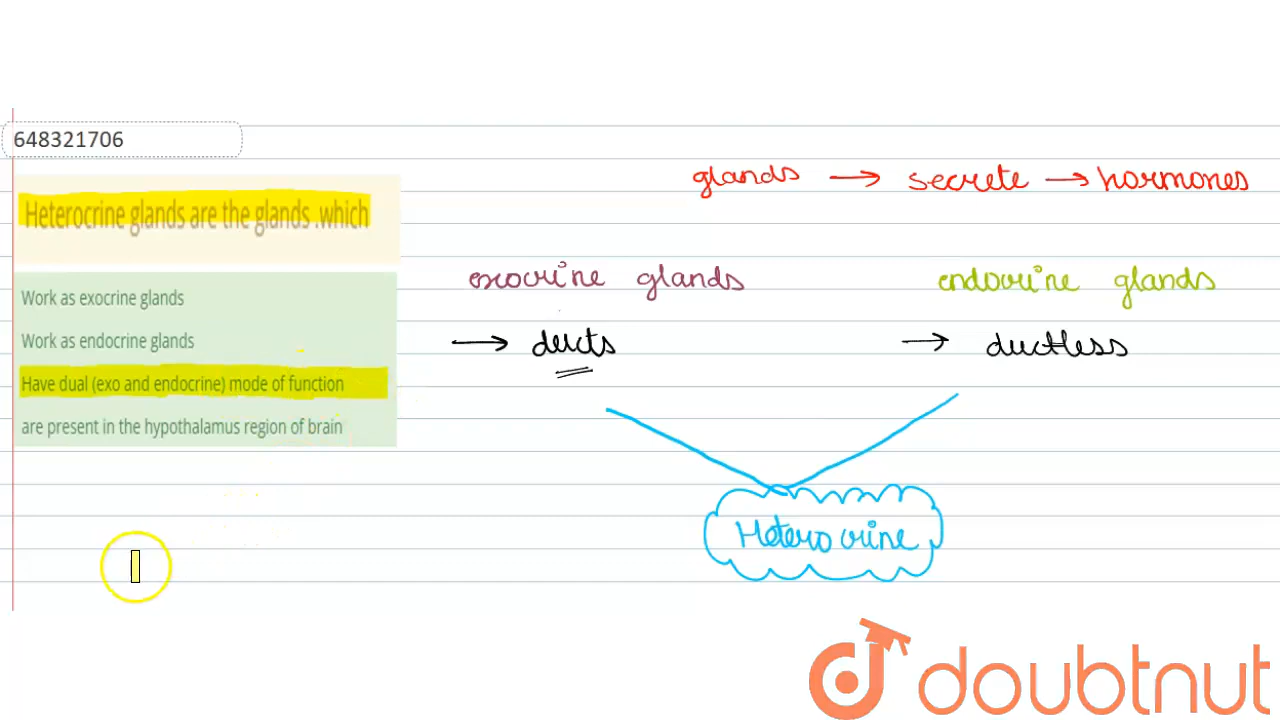 648321706
Heterocrine glands are the glands .which
Work as exocrine glands
Work as endocrine glands
Have dual (exo and endocrine) mode of function
are present in the hypothalamus region of brain
glands → secrete → hormones
exocrine glands
endocrine glands
→ ducts
→ ductless
Heterocrine
doubtnut